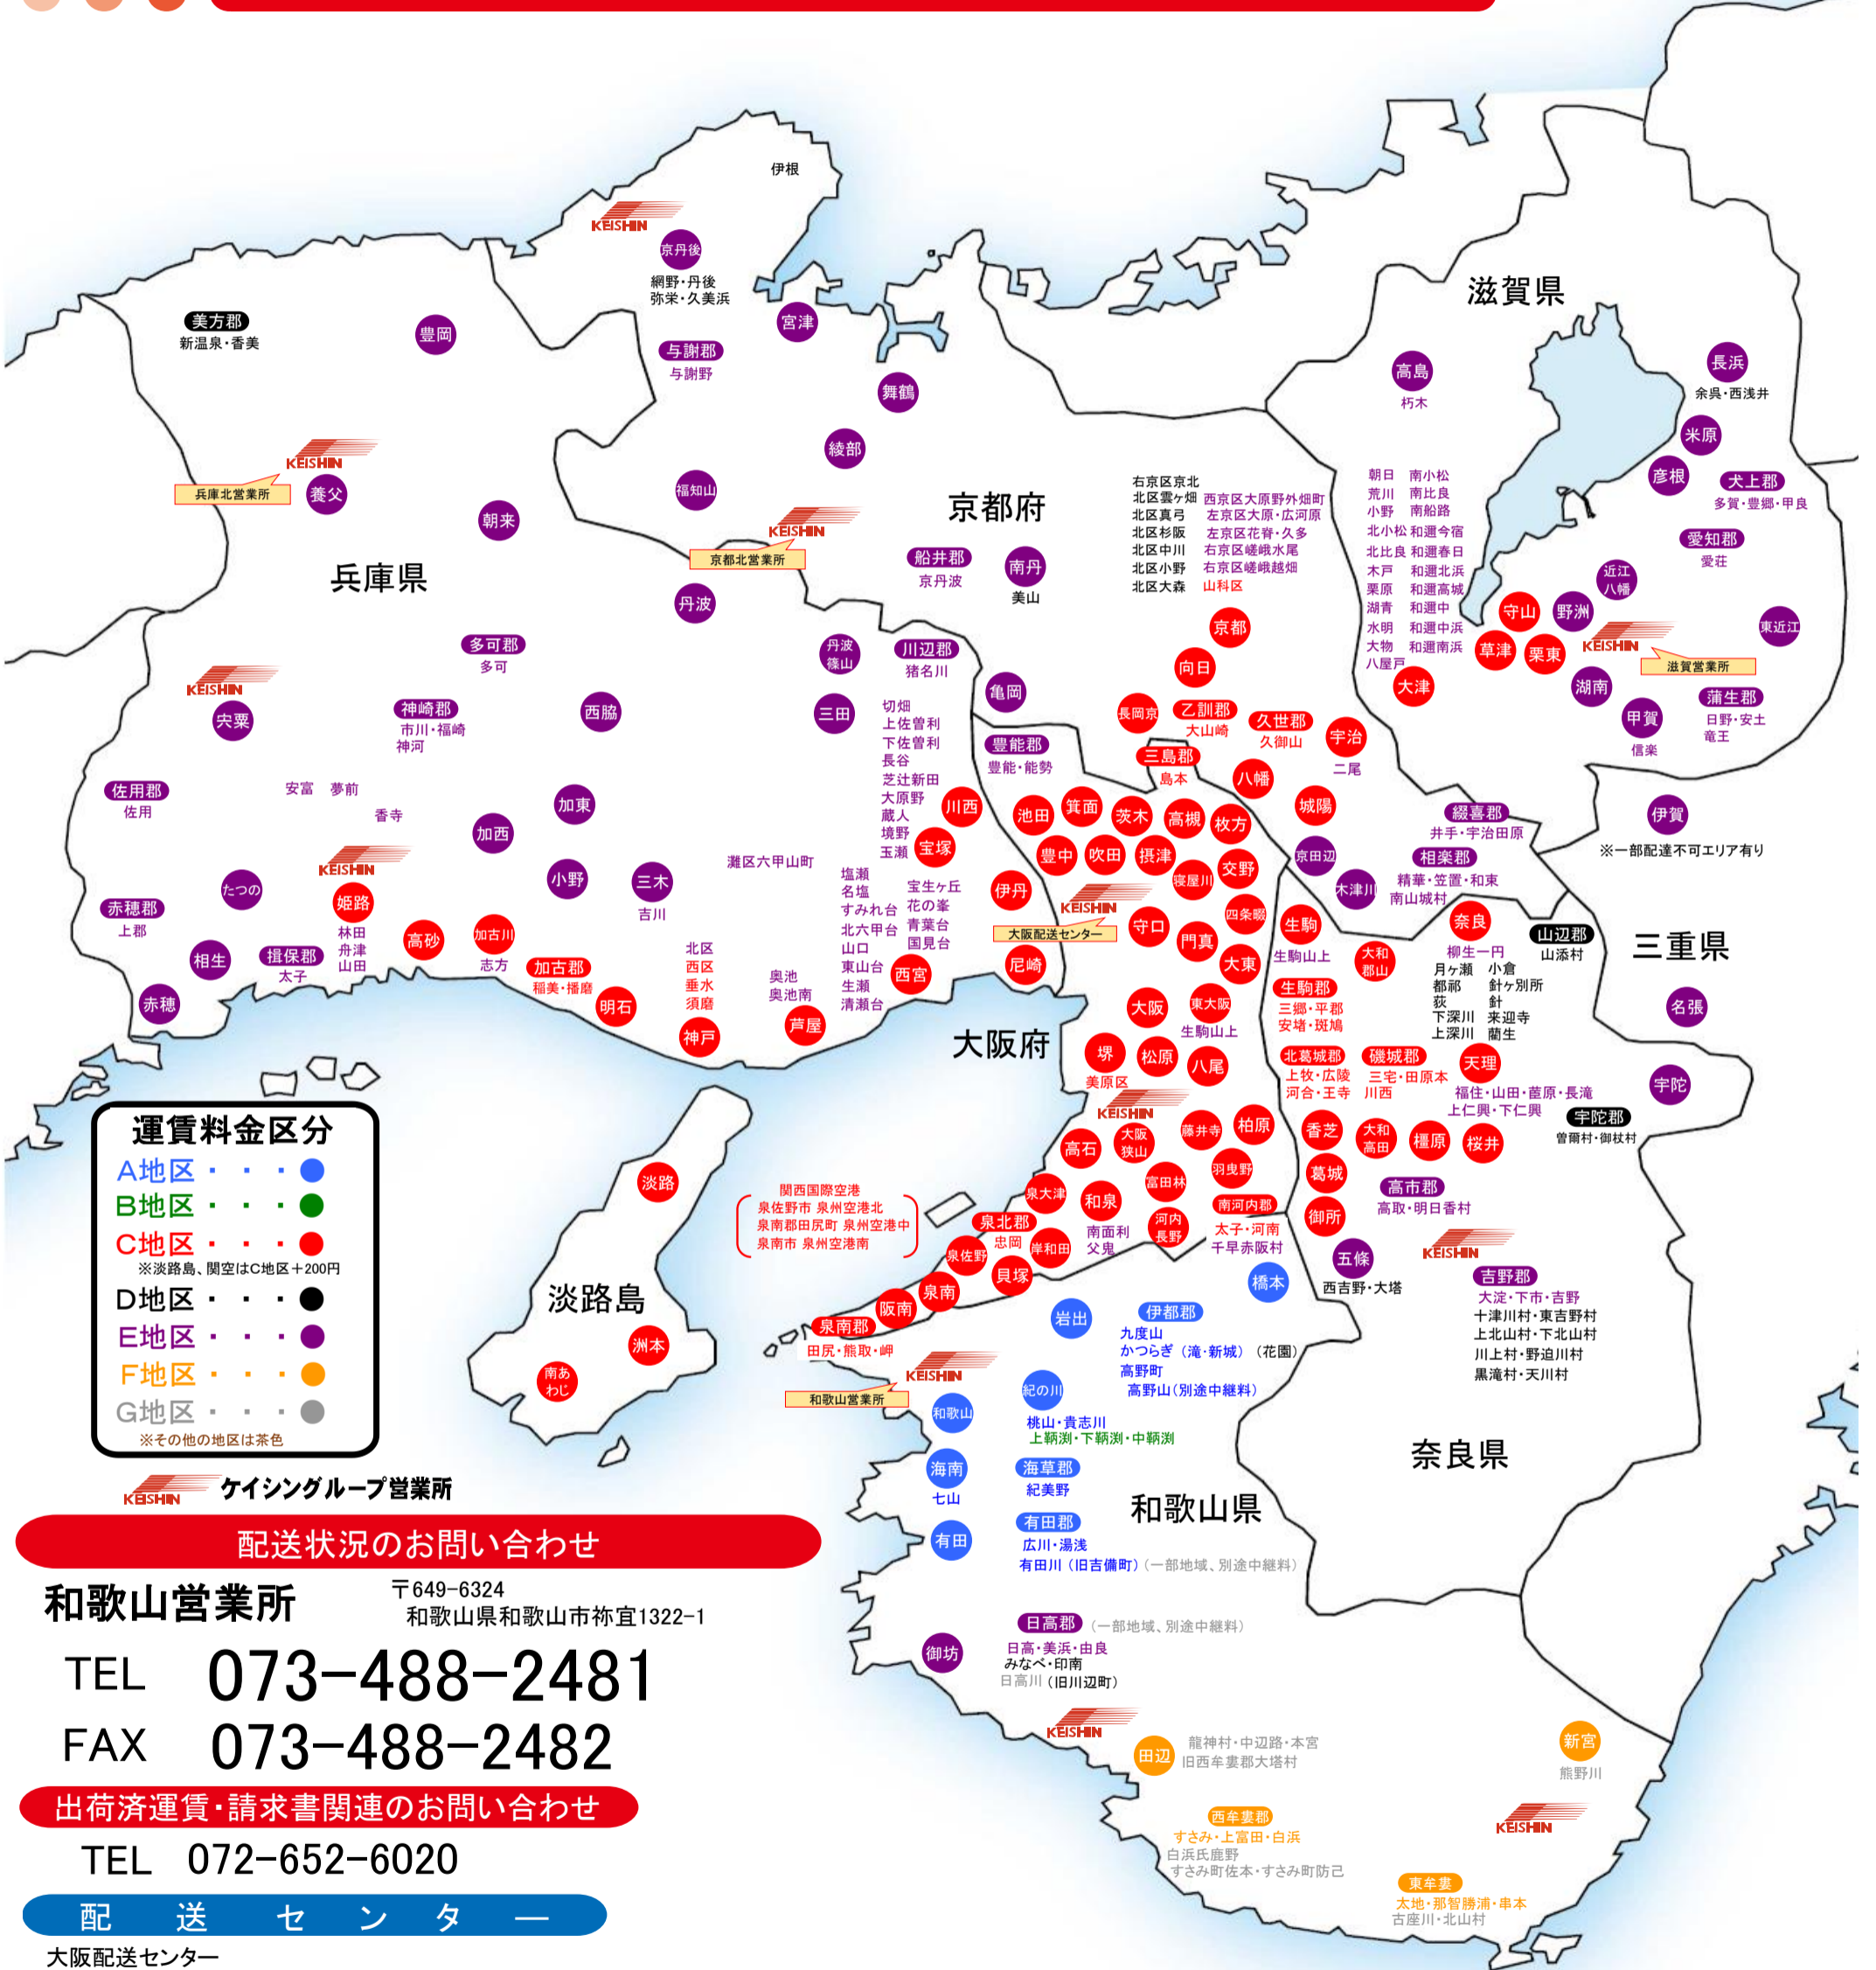 伊根
KEISHIN
京丹後
網野・丹後
弥栄・久美浜
宮津
美方郡
新温泉・香美
豊岡
与謝郡
与謝野
舞鶴
綾部
福知山
KEISHIN
兵庫北営業所
養父
朝来
KEISHIN
京都北営業所
京都府
船井郡
京丹波
南丹
美山
兵庫県
丹波
滋賀県
高島
朽木
長浜
余呉・西浅井
米原
彦根
犬上郡
多賀・豊郷・甲良
愛知郡
愛荘
近江
八幡
東近江
右京区京北
北区雲ヶ畑
北区真弓
北区杉阪
北区中川
北区小野
北区大森
西京区大原野外畑町
左京区大原・広河原
左京区花脊・久多
右京区嵯峨水尾
右京区嵯峨越畑
山科区
朝日
荒川
小野
北小松
北比良
木戸
栗原
湖青
水明
大物
八屋戸
南小松
南比良
南船路
和邇今宿
和邇春日
和邇北浜
和邇高城
和邇中
和邇中浜
和邇南浜
守山
野洲
草津
栗東
KEISHIN
滋賀営業所
大津
湖南
甲賀
信楽
蒲生郡
日野・安土
竜王
京都
向日
長岡京
乙訓郡
大山崎
久世郡
久御山
宇治
二尾
三島郡
島本
八幡
城陽
多可郡
多可
丹波
篠山
川辺郡
猪名川
亀岡
KEISHIN
宍粟
神崎郡
市川・福崎
神河
西脇
三田
切畑
上佐曽利
下佐曽利
長谷
芝辻新田
大原野
蔵人
境野
玉瀬
豊能郡
豊能・能勢
佐用郡
佐用
安富 夢前
香寺
加東
加西
川西
宝塚
池田
箕面
茨木
高槻
枚方
豊中
吹田
摂津
寝屋川
交野
綴喜郡
井手・宇治田原
伊賀
※一部配達不可エリア有り
京田辺
相楽郡
精華・笠置・和束
南山城村
木津川
KEISHIN
姫路
林田
舟津
山田
たつの
赤穂郡
上郡
相生
揖保郡
太子
赤穂
高砂
加古川
志方
加古郡
稲美・播磨
明石
小野
三木
吉川
灘区六甲山町
北区
西区
垂水
須磨
神戸
奥池
奥池南
芦屋
塩瀬
名塩
すみれ台
北六甲台
山口
東山台
生瀬
清瀬台
宝生ヶ丘
花の峯
青葉台
国見台
西宮
伊丹
KEISHIN
大阪配送センター
尼崎
守口
門真
四条畷
大東
生駒
生駒山上
大和
郡山
奈良
柳生一円
月ヶ瀬
都祁
荻
下深川
上深川
小倉
針ヶ別所
針
来迎寺
藺生
山辺郡
山添村
三重県
名張
大阪府
大阪
東大阪
生駒山上
生駒郡
三郷・平郡
安堵・斑鳩
堺
美原区
松原
八尾
北葛城郡
上牧・広陵
河合・王寺
磯城郡
三宅・田原本
川西
天理
福住・山田・苣原・長滝
上仁興・下仁興
宇陀
宇陀郡
曽爾村・御杖村
KEISHIN
高石
大阪
狭山
藤井寺
柏原
香芝
大和
高田
橿原
桜井
羽曳野
葛城
泉大津
和泉
南面利
父鬼
富田林
河内
長野
南河内郡
太子・河南
千早赤阪村
御所
高市郡
高取・明日香村
泉北郡
忠岡
岸和田
泉佐野
貝塚
五條
西吉野・大塔
KEISHIN
吉野郡
大淀・下市・吉野
十津川村・東吉野村
上北山村・下北山村
川上村・野迫川村
黒滝村・天川村
関西国際空港
泉佐野市 泉州空港北
泉南郡田尻町 泉州空港中
泉南市 泉州空港南
泉南
阪南
泉南郡
田尻・熊取・岬
淡路
淡路島
洲本
南あ
わじ
運賃料金区分
A地区・・・●
B地区・・・●
C地区・・・●
※淡路島、関空はC地区＋200円
D地区・・・●
E地区・・・●
F地区・・・●
G地区・・・●
※その他の地区は茶色
KEISHIN ケイシングループ営業所
橋本
岩出
伊都郡
九度山
かつらぎ（滝・新城）（花園）
高野町
高野山（別途中継料）
KEISHIN
和歌山営業所
和歌山
紀の川
桃山・貴志川
上鞆渕・下鞆渕・中鞆渕
海南
七山
海草郡
紀美野
有田
有田郡
広川・湯浅
有田川（旧吉備町）（一部地域、別途中継料）
和歌山県
奈良県
御坊
日高郡（一部地域、別途中継料）
日高・美浜・由良
みなべ・印南
日高川（旧川辺町）
KEISHIN
田辺
龍神村・中辺路・本宮
旧西牟婁郡大塔村
新宮
熊野川
KEISHIN
西牟婁郡
すさみ・上富田・白浜
白浜氏鹿野
すさみ町佐本・すさみ町防己
東牟婁
太地・那智勝浦・串本
古座川・北山村
配送状況のお問い合わせ
和歌山営業所
〒649-6324
和歌山県和歌山市祢宜1322-1
TEL 073-488-2481
FAX 073-488-2482
出荷済運賃・請求書関連のお問い合わせ
TEL 072-652-6020
配送センター
大阪配送センター